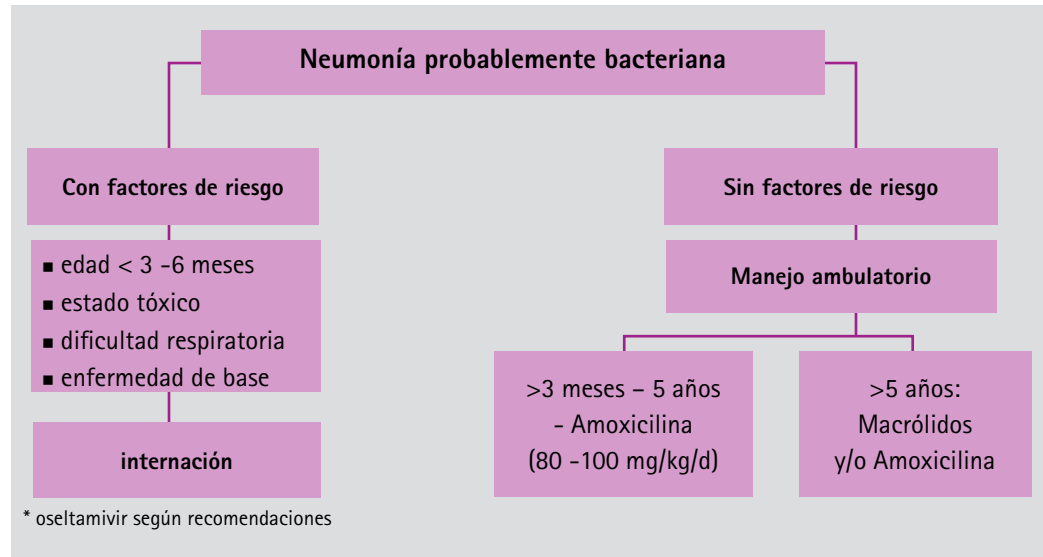 Neumonía probablemente bacteriana
Con factores de riesgo
■ edad < 3 -6 meses
■ estado tóxico
■ dificultad respiratoria
■ enfermedad de base
internación
Sin factores de riesgo
Manejo ambulatorio
>3 meses – 5 años
- Amoxicilina
(80 -100 mg/kg/d)
>5 años:
Macrólidos
y/o Amoxicilina
* oseltamivir según recomendaciones